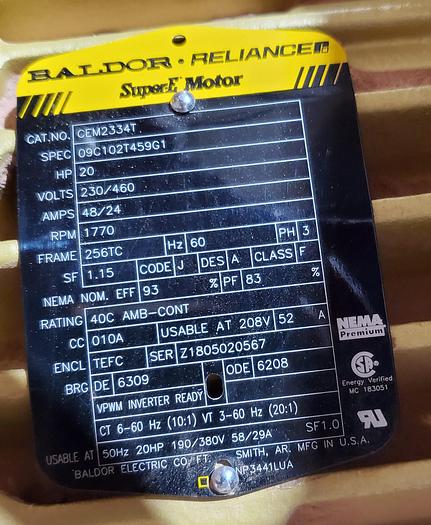 BALDOR • RELIANCE
Super-E Motor
CAT.NO. CEM2334T
SPEC 09C102T459G1
HP 20
VOLTS 230/460
AMPS 48/24
RPM 1770
FRAME 256TC Hz 60 PH 3
SF 1.15 CODE J DES A CLASS F
NEMA NOM. EFF 93 % PF 83 %
RATING 40C AMB-CONT
CC 010A USABLE AT 208V 52 A
ENCL TEFC SER Z1805020567
BRG DE 6309 ODE 6208
VPWM INVERTER READY
CT 6-60 Hz (10:1) VT 3-60 Hz (20:1)
SF1.0
USABLE AT 50Hz 20HP 190/380V 58/29A
BALDOR ELECTRIC CO FT. SMITH, AR. MFG IN U.S.A.
NP3441LUA
NEMA
Premium
Energy Verified
MC 183051